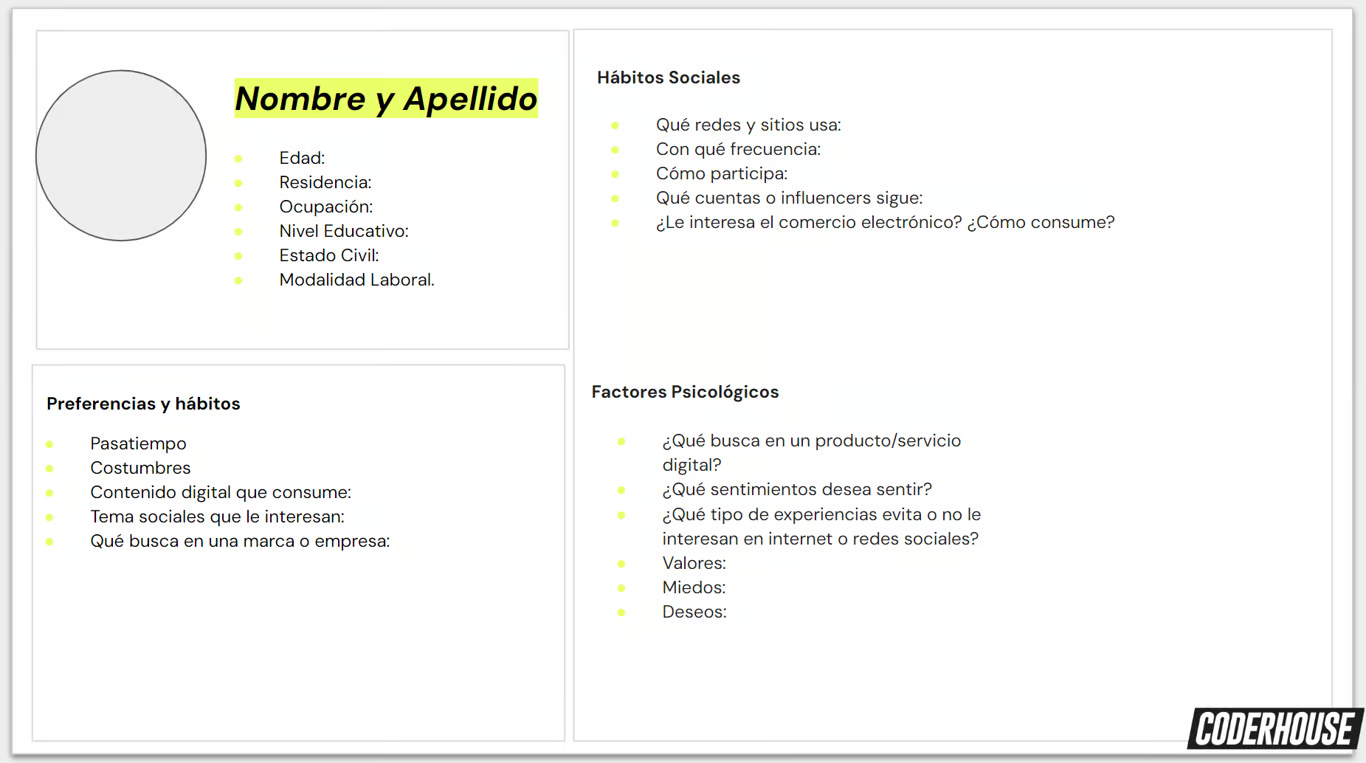 Nombre y Apellido
Edad:
Residencia:
Ocupación:
Nivel Educativo:
Estado Civil:
Modalidad Laboral.
Preferencias y hábitos
Pasatiempo
Costumbres
Contenido digital que consume:
Tema sociales que le interesan:
Qué busca en una marca o empresa:
Hábitos Sociales
Qué redes y sitios usa:
Con qué frecuencia:
Cómo participa:
Qué cuentas o influencers sigue:
¿Le interesa el comercio electrónico? ¿Cómo consume?
Factores Psicológicos
¿Qué busca en un producto/servicio
digital?
¿Qué sentimientos desea sentir?
¿Qué tipo de experiencias evita o no le
interesan en internet o redes sociales?
Valores:
Miedos:
Deseos:
CODERHOUSE